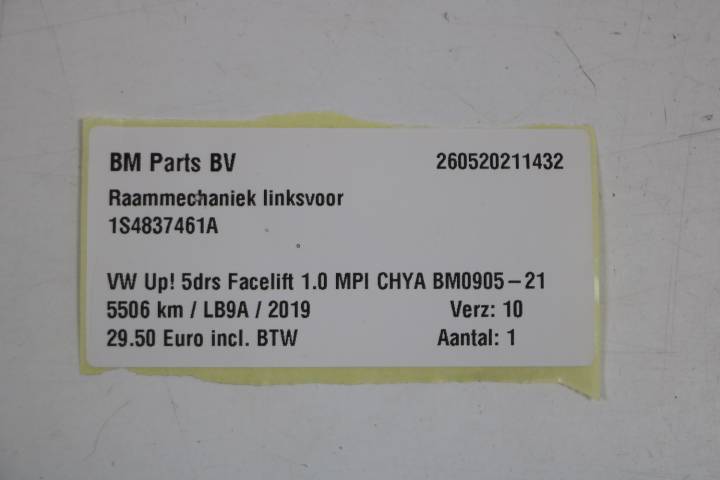 BM Parts BV 260520211432
Raammechaniek linksvoor
1S4837461A
VW Up! 5drs Facelift 1.0 MPI CHYA BM0905-21
5506 km / LB9A / 2019 Verz: 10
29.50 Euro incl. BTW Aantal: 1